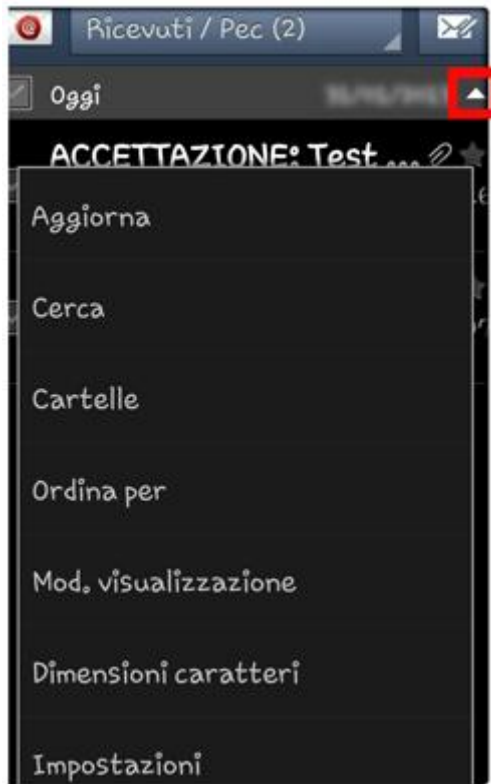 Ricevuti / Pec (2)
Oggi
ACCETTAZIONE: Test ...
Aggiorna
Cerca
Cartelle
Ordina per
Mod. visualizzazione
Dimensioni caratteri
Impostazioni